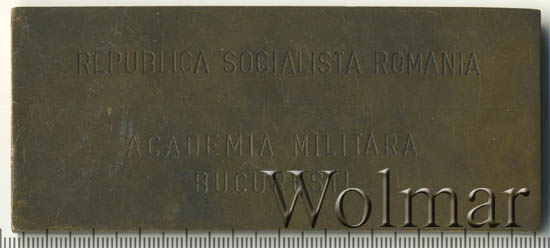 REPUBLICA SOCIALISTA ROMANIA
ACADEMIA MILITARA
BUCURESTI
Wolmar